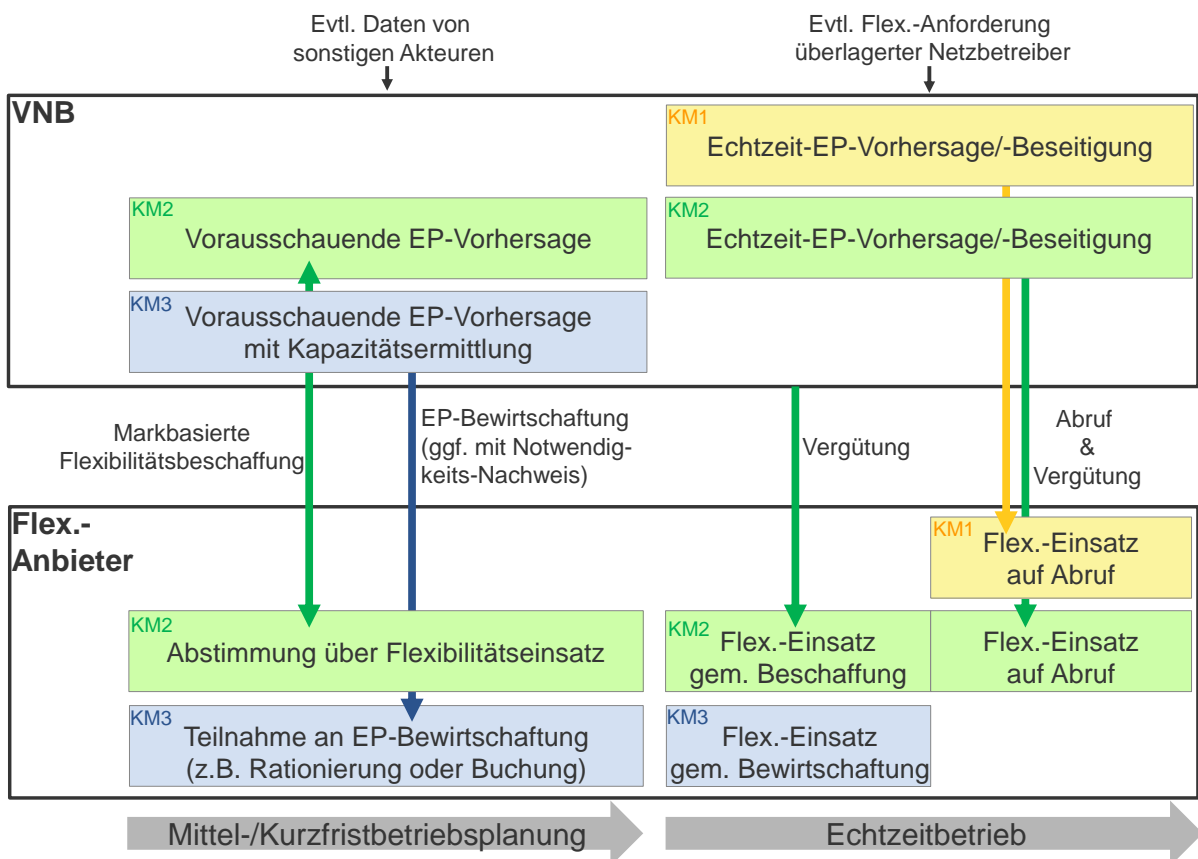 Evtl. Daten von
sonstigen Akteuren
Evtl. Flex.-Anforderung
überlagerter Netzbetreiber
VNB
KM1
Echtzeit-EP-Vorhersage/-Beseitigung
KM2
Vorausschauende EP-Vorhersage
KM2
Echtzeit-EP-Vorhersage/-Beseitigung
KM3
Vorausschauende EP-Vorhersage
mit Kapazitätsermittlung
Markbasierte
Flexibilitätsbeschaffung
EP-Bewirtschaftung
(ggf. mit Notwendig-
keits-Nachweis)
Vergütung
Abruf
&
Vergütung
Flex.-
Anbieter
KM1
Flex.-Einsatz
auf Abruf
KM2
Abstimmung über Flexibilitätseinsatz
KM2
Flex.-Einsatz
gem. Beschaffung
Flex.-Einsatz
auf Abruf
KM3
Teilnahme an EP-Bewirtschaftung
(z.B. Rationierung oder Buchung)
KM3
Flex.-Einsatz
gem. Bewirtschaftung
Mittel-/Kurzfristbetriebsplanung
Echtzeitbetrieb